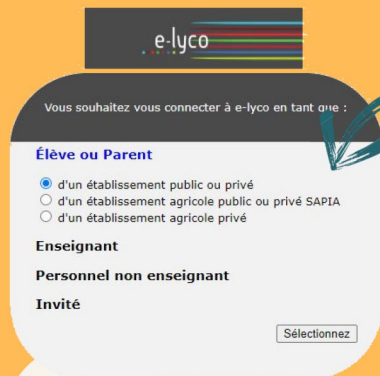 e-lyco
Vous souhaitez vous connecter à e-lyco en tant que :
Élève ou Parent
d'un établissement public ou privé
d'un établissement agricole public ou privé SAPIA
d'un établissement agricole privé
Enseignant
Personnel non enseignant
Invité
Sélectionnez